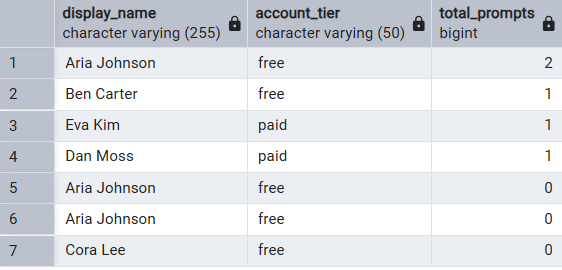 display_name account_tier total_prompts
character varying (255) character varying (50) bigint
1 Aria Johnson free 2
2 Ben Carter free 1
3 Eva Kim paid 1
4 Dan Moss paid 1
5 Aria Johnson free 0
6 Aria Johnson free 0
7 Cora Lee free 0